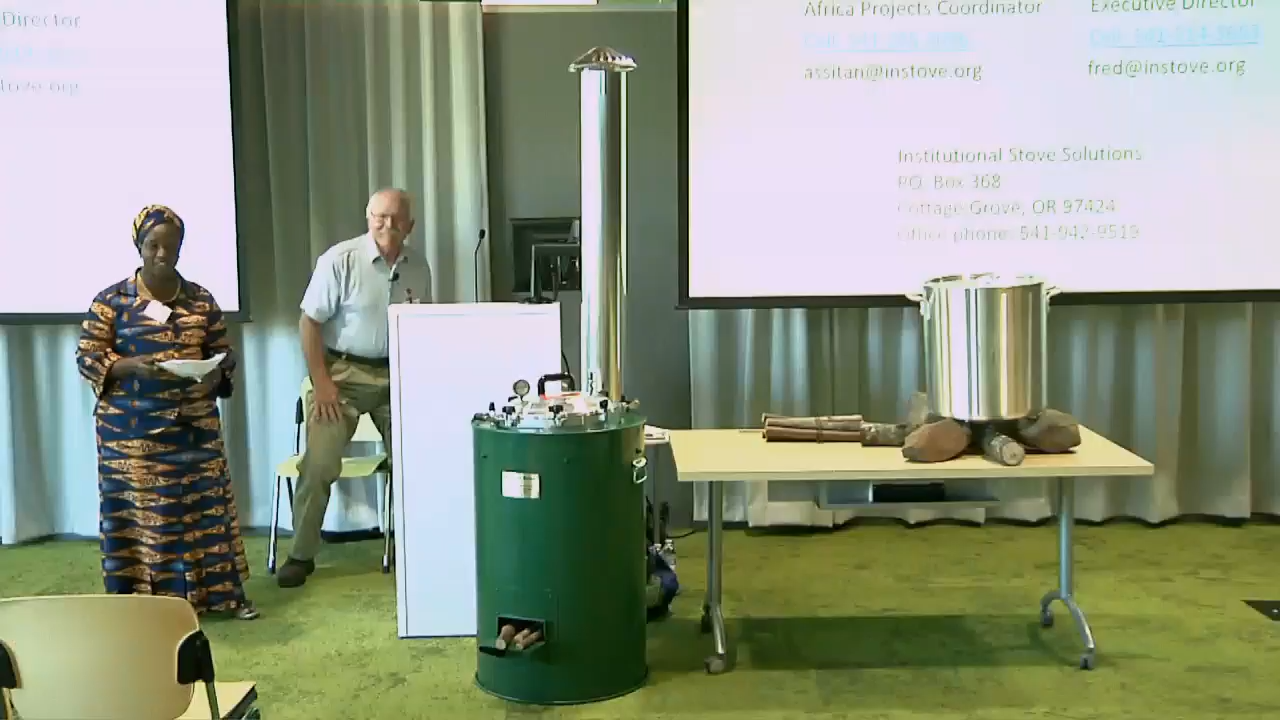 Director
Africa Projects Coordinator
Executive Director
assitan@instove.org
fred@instove.org
Institutional Stove Solutions
P.O. Box 368
Cottage Grove, OR 97424
Office phone: 541-942-9519